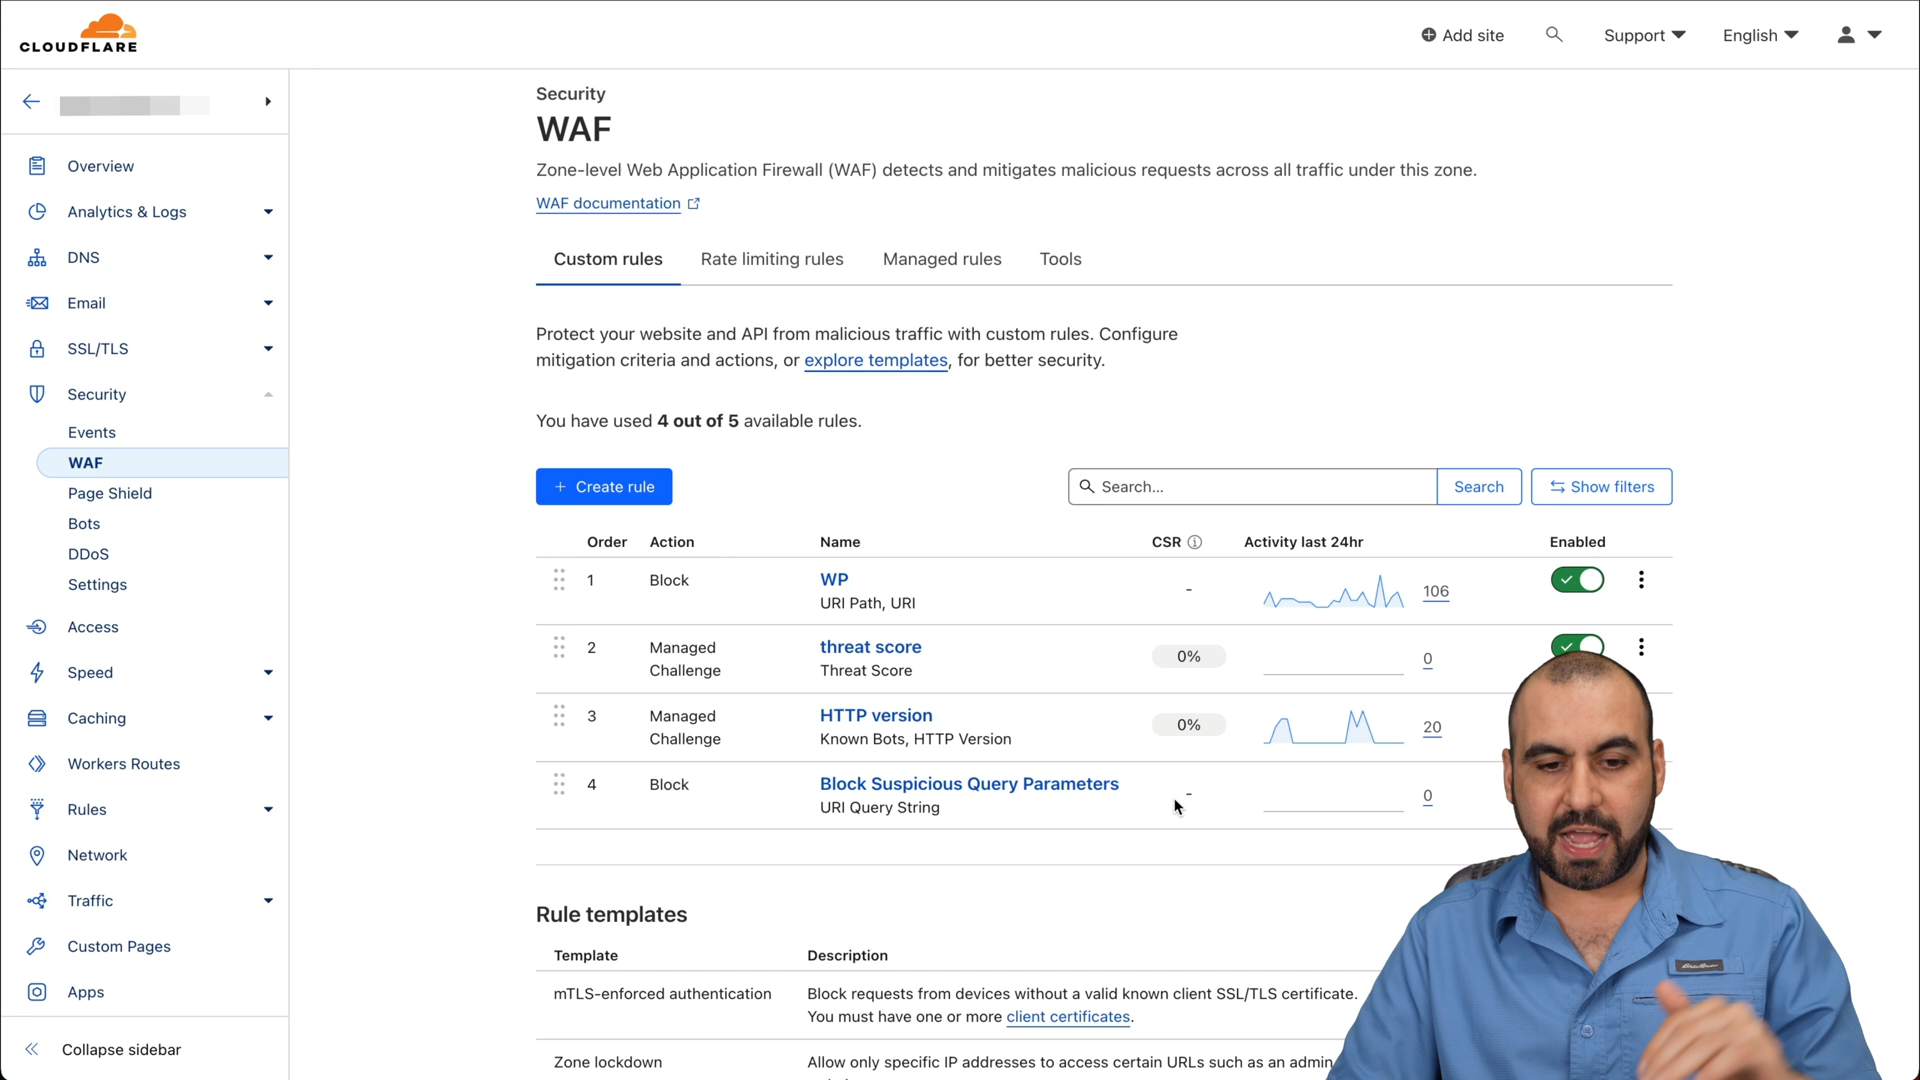 CLOUDFLARE
Add site
Support
English
Overview
Analytics & Logs
DNS
Email
SSL/TLS
Security
Events
WAF
Page Shield
Bots
DDoS
Settings
Access
Speed
Caching
Workers Routes
Rules
Network
Traffic
Custom Pages
Apps
Collapse sidebar
Security
WAF
Zone-level Web Application Firewall (WAF) detects and mitigates malicious requests across all traffic under this zone.
WAF documentation
Custom rules Rate limiting rules Managed rules Tools
Protect your website and API from malicious traffic with custom rules. Configure
mitigation criteria and actions, or explore templates, for better security.
You have used 4 out of 5 available rules.
+ Create rule
Search...
Search
Show filters
Order Action Name CSR Activity last 24hr Enabled
1 Block WP - 106
URI Path, URI
2 Managed Challenge threat score 0% 0
Threat Score
3 Managed Challenge HTTP version 0% 20
Known Bots, HTTP Version
4 Block Block Suspicious Query Parameters - 0
URI Query String
Rule templates
Template Description
mTLS-enforced authentication Block requests from devices without a valid known client SSL/TLS certificate.
You must have one or more client certificates.
Zone lockdown Allow only specific IP addresses to access certain URLs such as an admin